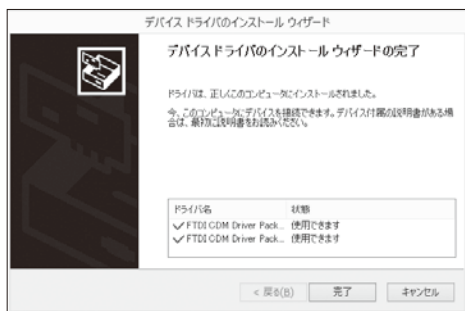 デバイス ドライバのインストール ウィザード
デバイス ドライバのインストール ウィザードの完了
ドライバは、正しくこのコンピュータにインストールされました。
今、このコンピュータにデバイスを接続できます。デバイス付属の説明書がある場
合は、最初に説明書をお読みください。
ドライバ名 状態
FTDI CDM Driver Pack... 使用できます
FTDI CDM Driver Pack... 使用できます
< 戻る(B) 完了 キャンセル